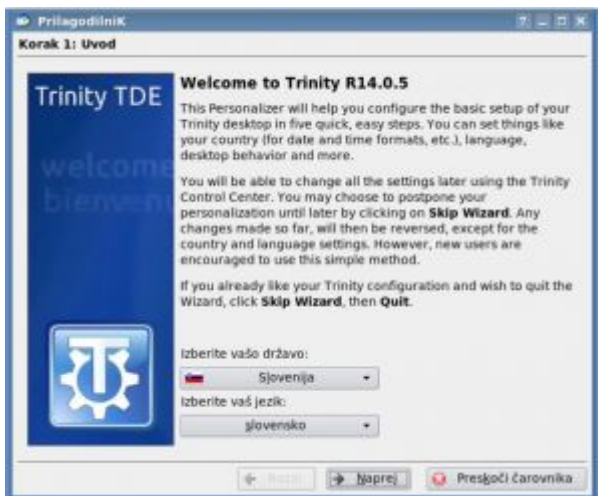 PrilagodilniK
Korak 1: Uvod
Trinity TDE
welcome
bienven
Welcome to Trinity R14.0.5
This Personalizer will help you configure the basic setup of your
Trinity desktop in five quick, easy steps. You can set things like
your country (for date and time formats, etc.), language,
desktop behavior and more.
You will be able to change all the settings later using the Trinity
Control Center. You may choose to postpone your
personalization until later by clicking on Skip Wizard. Any
changes made so far, will then be reversed, except for the
country and language settings. However, new users are
encouraged to use this simple method.
If you already like your Trinity configuration and wish to quit the
Wizard, click Skip Wizard, then Quit.
Izberite vašo državo:
Slovenija
Izberite vaš jezik:
slovensko
Naprej
Preskoči čarovnika